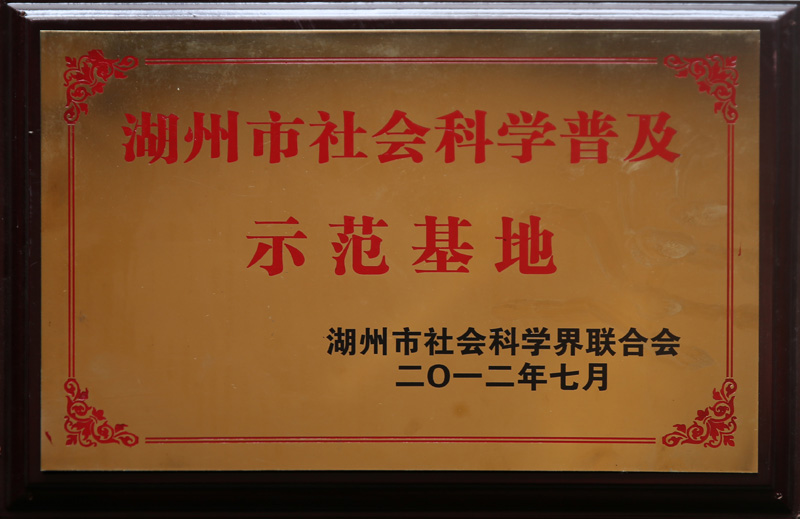 湖州市社会科学普及
示范基地
湖州市社会科学界联合会
二〇一二年七月